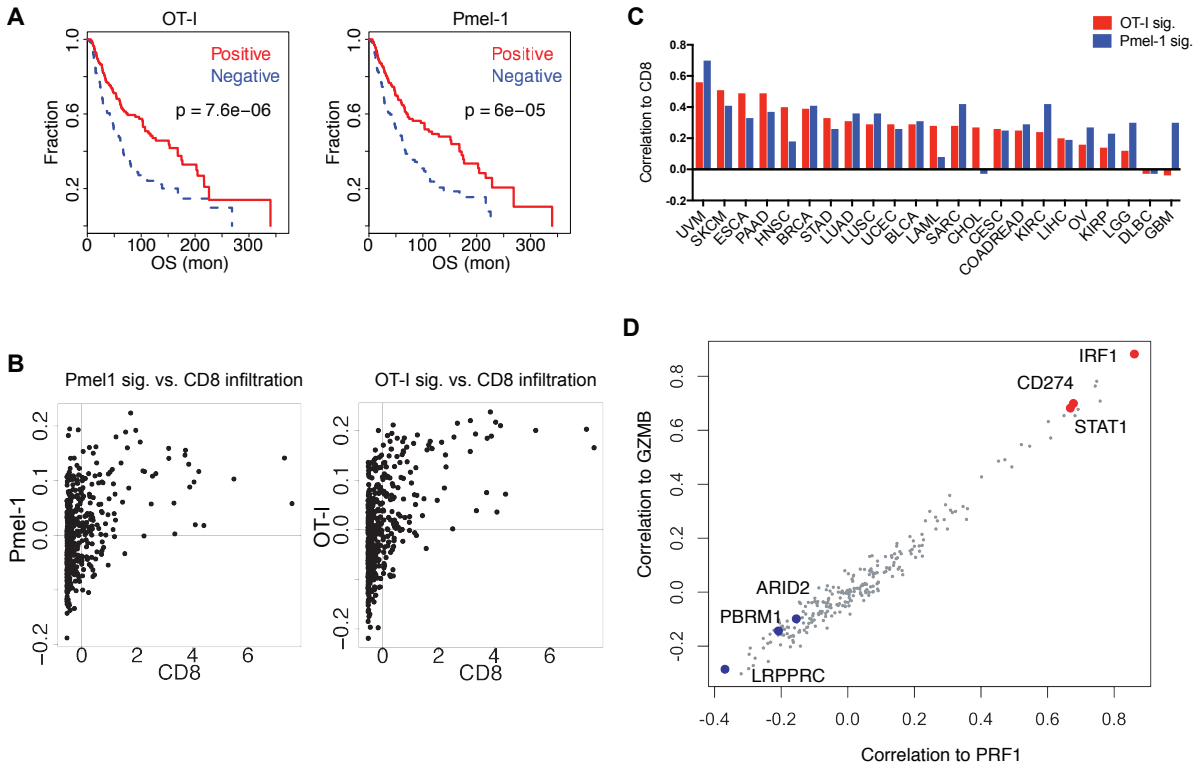 A
OT-I
Pmel-1
Positive
Negative
p = 7.6e−06
Positive
Negative
p = 6e−05
Fraction
1.0
0.6
0.2
Fraction
1.0
0.6
0.2
0 100 200 300
OS (mon)
0 100 200 300
OS (mon)
B
Pmel1 sig. vs. CD8 infiltration
OT-I sig. vs. CD8 infiltration
Pmel-1
0.2
0.1
0.0
−0.2
0 2 4 6
CD8
OT-I
0.2
0.1
0.0
−0.2
0 2 4 6
CD8
C
OT-I sig.
Pmel-1 sig.
Correlation to CD8
0.8
0.6
0.4
0.2
0.0
-0.2
UVM
SKCM
ESCA
PAAD
HNSC
BRCA
STAD
LUAD
LUSC
UCEC
BLCA
LAML
SARC
CHOL
CESC
COADREAD
KIRC
LIHC
OV
KIRP
LGG
DLBC
GBM
D
IRF1
CD274
STAT1
ARID2
PBRM1
LRPPRC
Correlation to GZMB
0.8
0.6
0.4
0.2
0.0
-0.2
-0.4 -0.2 0.0 0.2 0.4 0.6 0.8
Correlation to PRF1